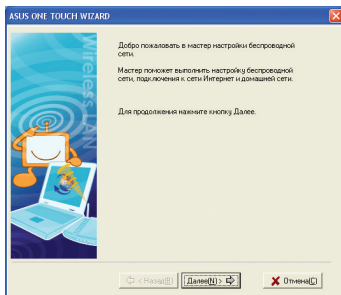 ASUS ONE TOUCH WIZARD
Wireless LAN
Добро пожаловать в мастер настройки беспроводной
сети.
Мастер поможет выполнить настройку беспроводной
сети, подключения к сети Интернет и домашней сети.
Для продолжения нажмите кнопку Далее.
< Назад(B)
Далее(N) >
Отмена(C)